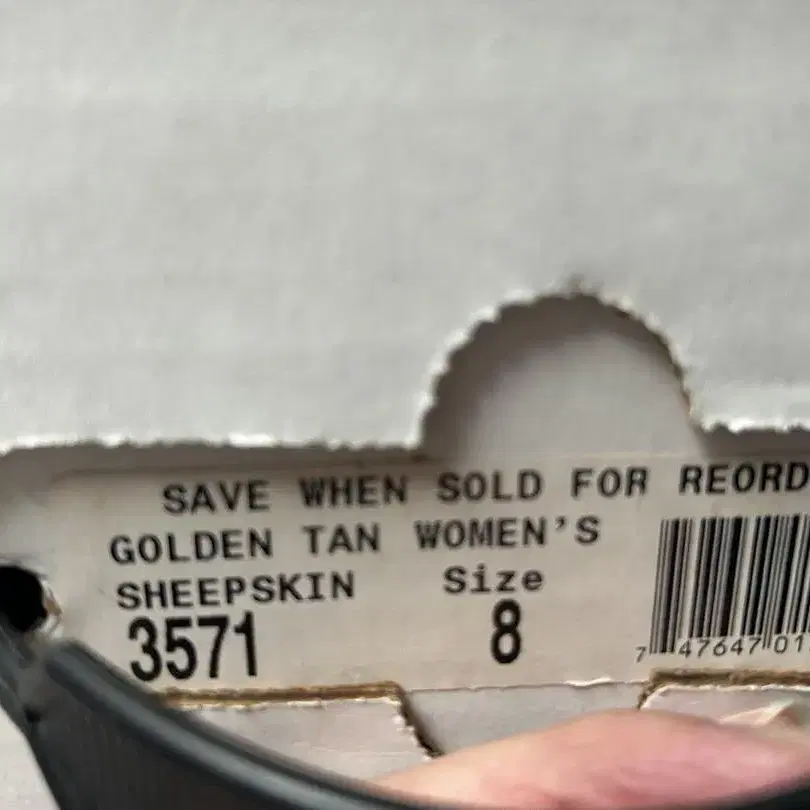 SAVE WHEN SOLD FOR REORD
GOLDEN TAN WOMEN'S
SHEEPSKIN Size
3571 8
7 47647 01